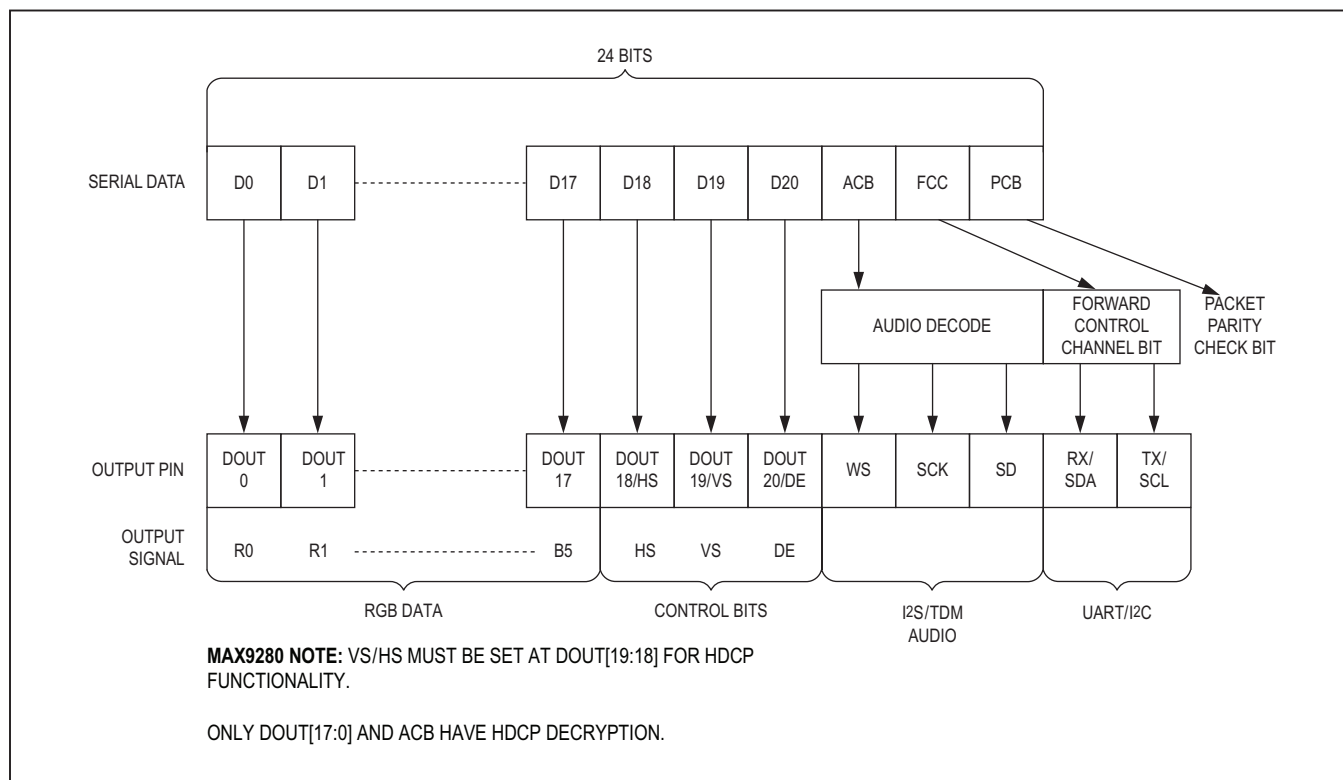 24 BITS
SERIAL DATA D0 D1 D17 D18 D19 D20 ACB FCC PCB
AUDIO DECODE
FORWARD
CONTROL
CHANNEL BIT
PACKET
PARITY
CHECK BIT
OUTPUT PIN
DOUT
0
DOUT
1
DOUT
17
DOUT
18/HS
DOUT
19/VS
DOUT
20/DE
WS
SCK
SD
RX/
SDA
TX/
SCL
OUTPUT
SIGNAL
R0 R1 B5 HS VS DE
RGB DATA
CONTROL BITS
I2S/TDM
AUDIO
UART/I2C
MAX9280 NOTE: VS/HS MUST BE SET AT DOUT[19:18] FOR HDCP
FUNCTIONALITY.
ONLY DOUT[17:0] AND ACB HAVE HDCP DECRYPTION.